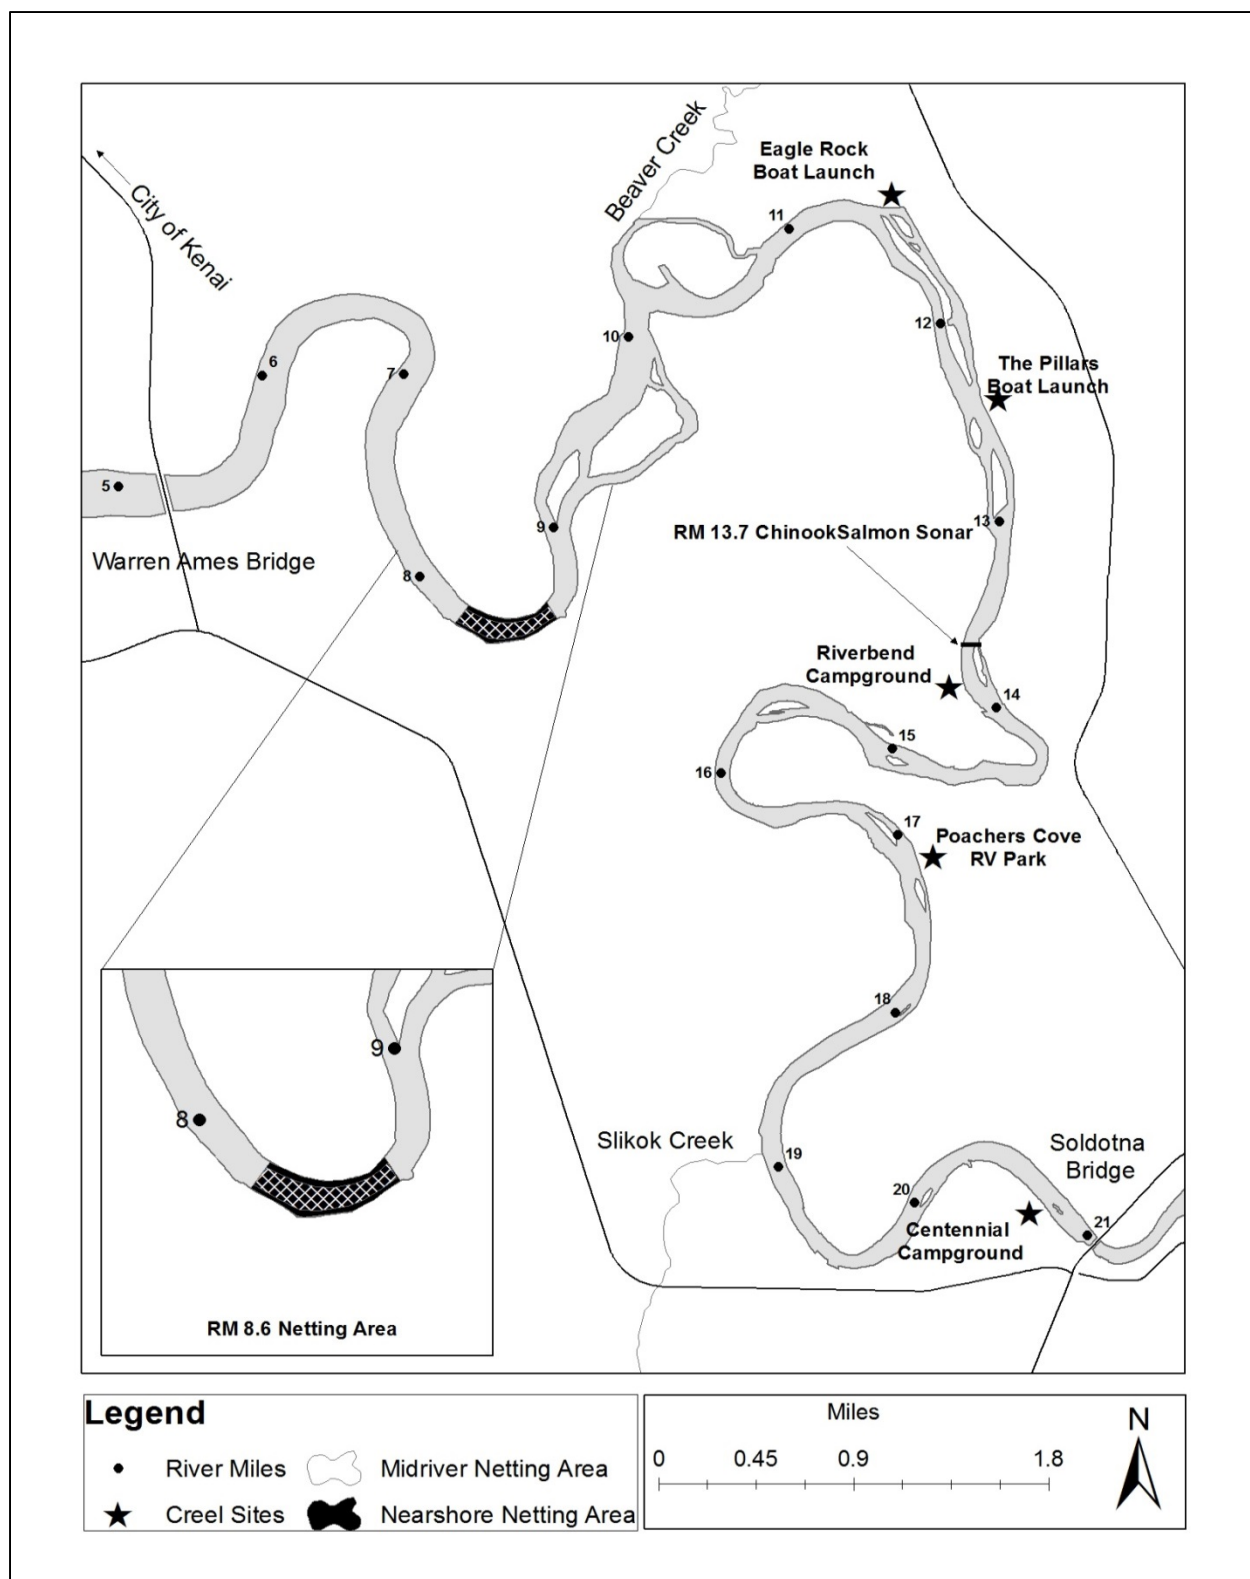 Beaver Creek
Eagle Rock
Boat Launch
City of Kenai
11
10
12
6
7
The Pillars
Boat Launch
5
9
13
RM 13.7 ChinookSalmon Sonar
Warren Ames Bridge
8
Riverbend
Campground
14
15
16
17
Poachers Cove
RV Park
18
9
8
Slikok Creek
19
Soldotna
Bridge
20
Centennial
Campground
21
RM 8.6 Netting Area
Legend
River Miles
Midriver Netting Area
Creel Sites
Nearshore Netting Area
Miles
0 0.45 0.9 1.8
N